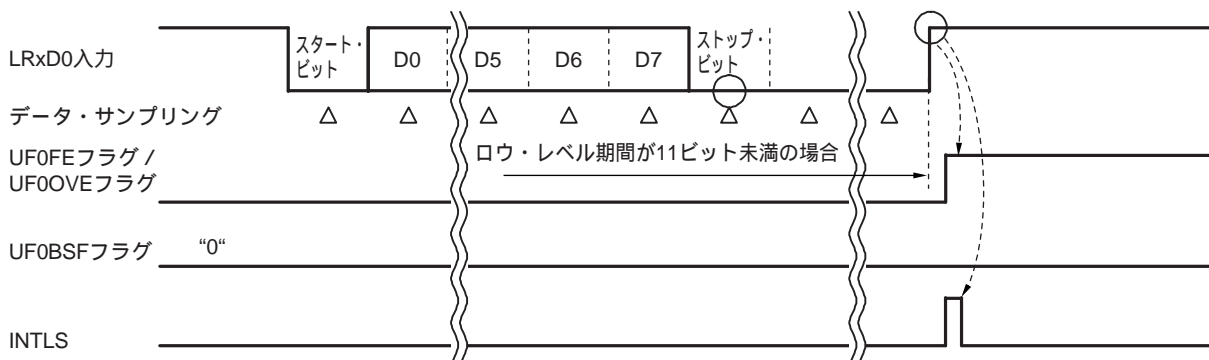 LRxD0入力
スタート・
ビット
D0
D5
D6
D7
ストップ・
ビット
データ・サンプリング
UF0FEフラグ /
UF0OVEフラグ
ロウ・レベル期間が11ビット未満の場合
UF0BSFフラグ
“0“
INTLS